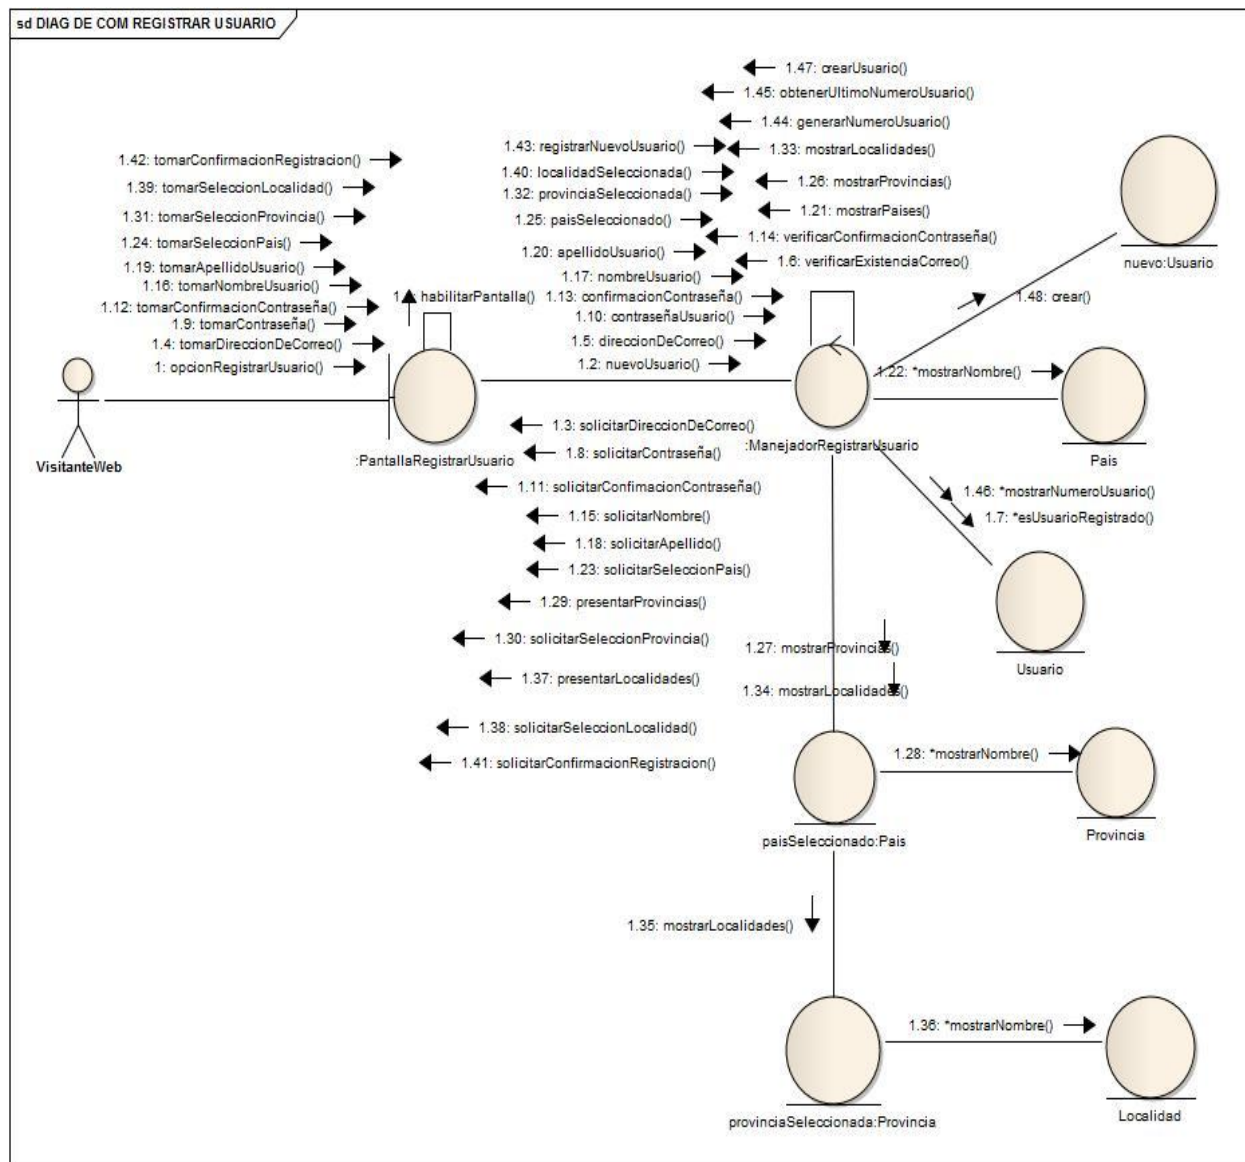 sd DIAG DE COM REGISTRAR USUARIO
1.47: crearUsuario()
1.45: obtenerUltimoNumeroUsuario()
1.44: generarNumeroUsuario()
1.43: registrarNuevoUsuario()
1.33: mostrarLocalidades()
1.42: tomarConfirmacionRegistracion()
1.40: localidadSeleccionada()
1.39: tomarSeleccionLocalidad()
1.32: provinciaSeleccionada()
1.26: mostrarProvincias()
1.31: tomarSeleccionProvincia()
1.25: paisSeleccionado()
1.21: mostrarPaises()
1.24: tomarSeleccionPais()
1.14: verificarConfirmacionContraseña()
1.20: apellidoUsuario()
1.6: verificarExistenciaCorreo()
1.19: tomarApellidoUsuario()
1.17: nombreUsuario()
1.16: tomarNombreUsuario()
habilitarPantalla()
1.13: confirmacionContraseña()
1.12: tomarConfirmacionContraseña()
1.10: contraseñaUsuario()
1.9: tomarContraseña()
1.5: direccionDeCorreo()
1.4: tomarDireccionDeCorreo()
1.2: nuevoUsuario()
1: opcionRegistrarUsuario()
nuevo:Usuario
1.48: crear()
1.22: *mostrarNombre()
1.3: solicitarDireccionDeCorreo()
:ManejadorRegistrarUsuario
1.8: solicitarContraseña()
:PantallaRegistrarUsuario
VisitanteWeb
Pais
1.11: solicitarConfimacionContraseña()
1.46: *mostrarNumeroUsuario()
1.15: solicitarNombre()
1.7: *esUsuarioRegistrado()
1.18: solicitarApellido()
1.23: solicitarSeleccionPais()
1.29: presentarProvincias()
1.30: solicitarSeleccionProvincia()
1.27: mostrarProvincias()
Usuario
1.37: presentarLocalidades()
1.34: mostrarLocalidades()
1.38: solicitarSeleccionLocalidad()
1.41: solicitarConfirmacionRegistracion()
1.28: *mostrarNombre()
paisSeleccionado:Pais
Provincia
1.35: mostrarLocalidades()
1.36: *mostrarNombre()
provinciaSeleccionada:Provincia
Localidad